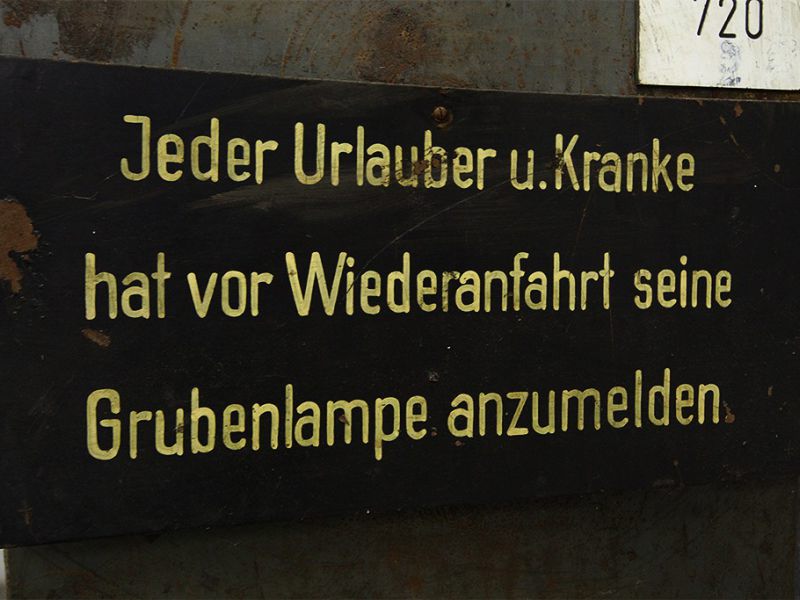 720
Jeder Urlauber u. Kranke
hat vor Wiederanfahrt seine
Grubenlampe anzumelden